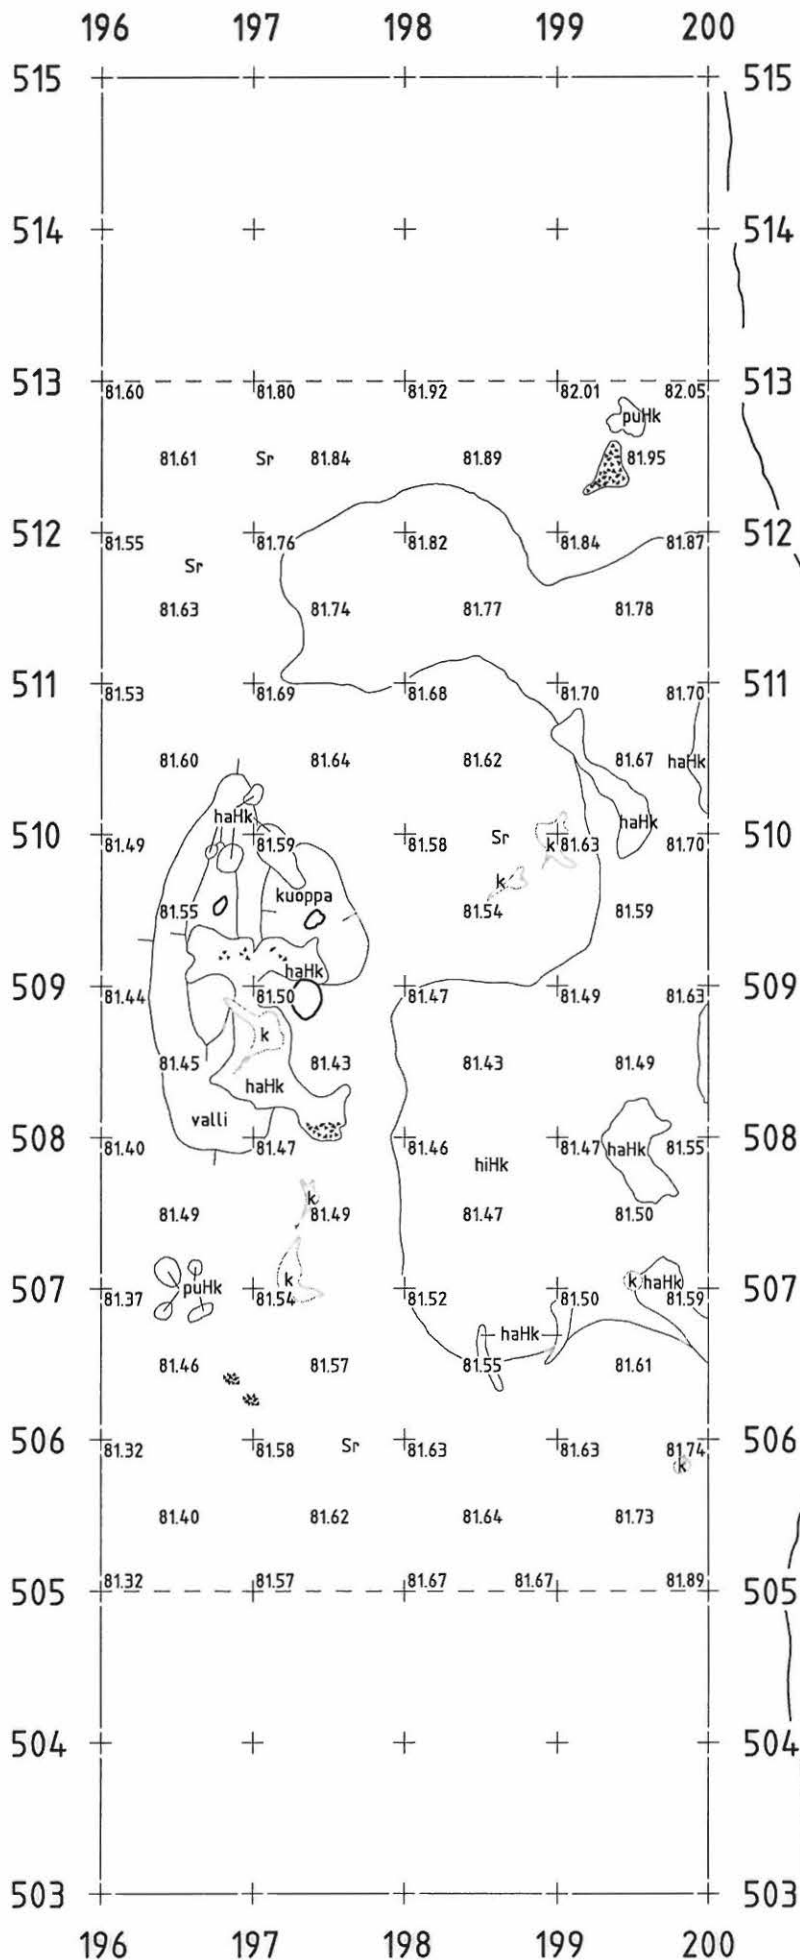 196 197 198 199 200
515 515
514 514
513 513
81.60 81.80 81.92 82.01 82.05
puHk
81.61 Sr 81.84 81.89 81.95
512 512
81.55 81.76 81.82 81.84 81.87
Sr
81.63 81.74 81.77 81.78
511 511
81.53 81.69 81.68 81.70 81.70
81.60 81.64 81.62 81.67 haHk
haHk haHk
510 Sr 510
81.49 81.59 81.58 k 81.63 81.70
k
kuoppa
81.55 81.54 81.59
haHk
509 509
81.44 81.50 81.47 81.49 81.63
k
81.45 81.43 81.43 81.49
haHk
valli
508 508
81.40 81.47 81.46 81.47 haHk 81.55
hiHk
k
81.49 81.49 81.47 81.50
k k haHk
507 puHk 507
81.37 81.54 81.52 81.50 81.59
haHk
81.46 81.57 81.55 81.61
506 Sr 506
81.32 81.58 81.63 81.63 81.74
k
81.40 81.62 81.64 81.73
81.32 81.57 81.67 81.67 81.89
505 505
504 504
503 503
196 197 198 199 200